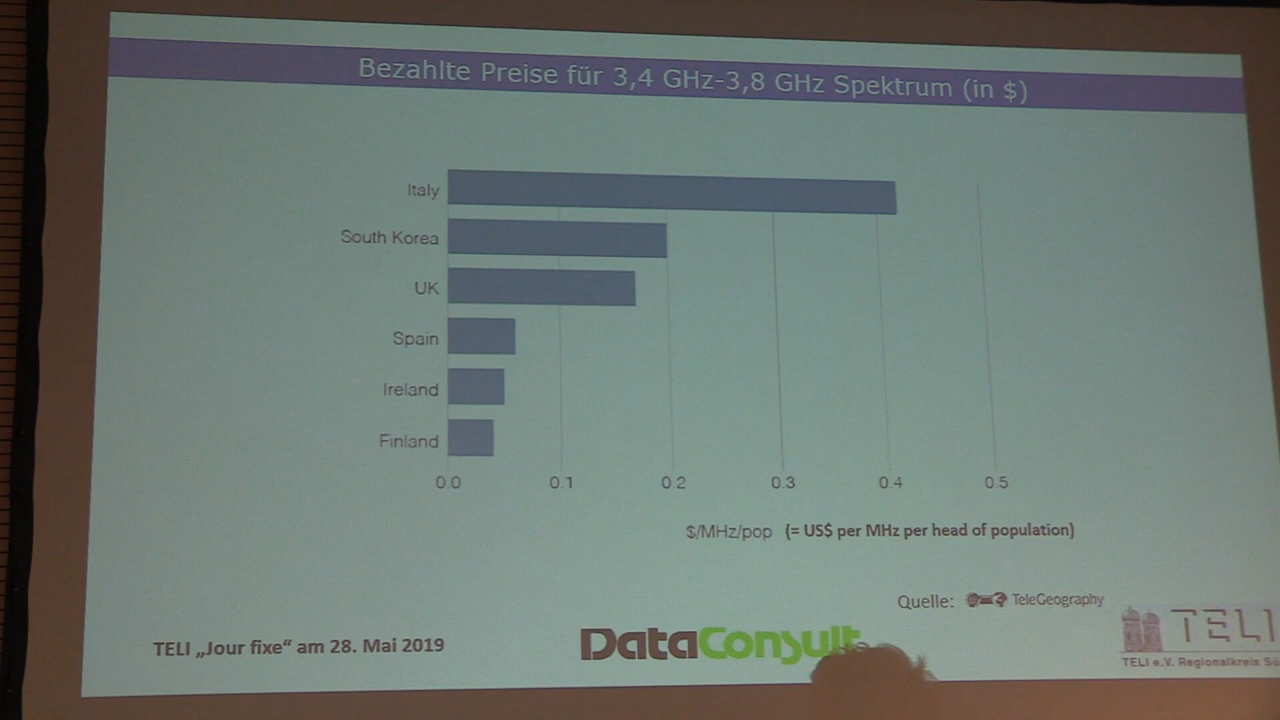 Bezahlte Preise für 3,4 GHz-3,8 GHz Spektrum (in $)
Italy
South Korea
UK
Spain
Ireland
Finland
0.0 0.1 0.2 0.3 0.4 0.5
$/MHz/pop (= US$ per MHz per head of population)
Quelle: TeleGeography
TELI „Jour fixe“ am 28. Mai 2019
DataConsult
TELI
TELI e.V. Regionalkreis